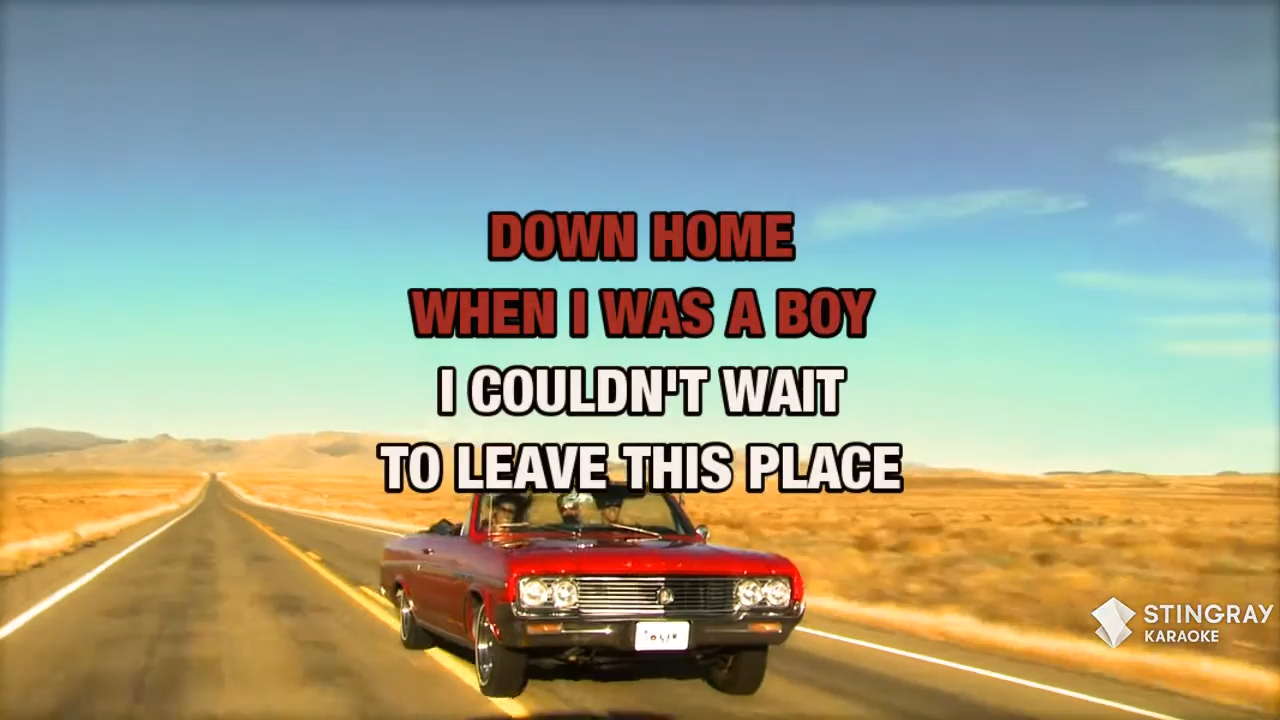 DOWN HOME
WHEN I WAS A BOY
I COULDN'T WAIT
TO LEAVE THIS PLACE
STINGRAY
KARAOKE